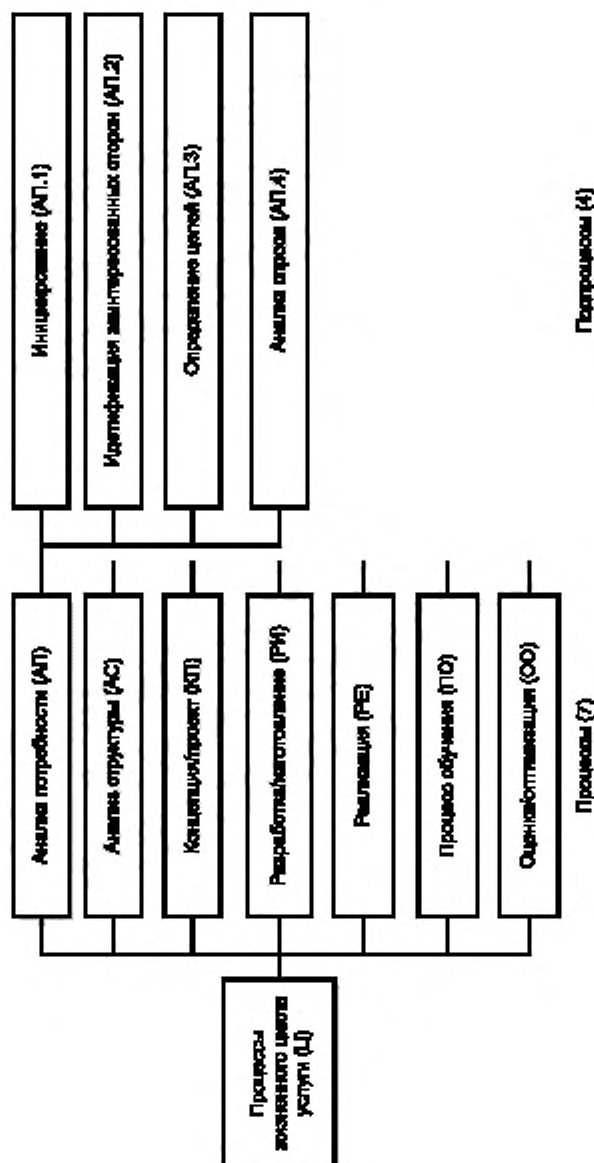 Процессы
жизненного цикла
услуги (Ц)
Анализ потребности (АП)
Анализ структуры (АС)
Концепция/проект (КП)
Разработка/изготовление (РИ)
Реализация (РЕ)
Процесс обучения (ПО)
Оценка/оптимизация (ОО)
Процессы (7)
Инициирование (АП.1)
Идентификация заинтересованных сторон (АП.2)
Определение целей (АП.3)
Анализ спроса (АП.4)
Подпроцессы (4)